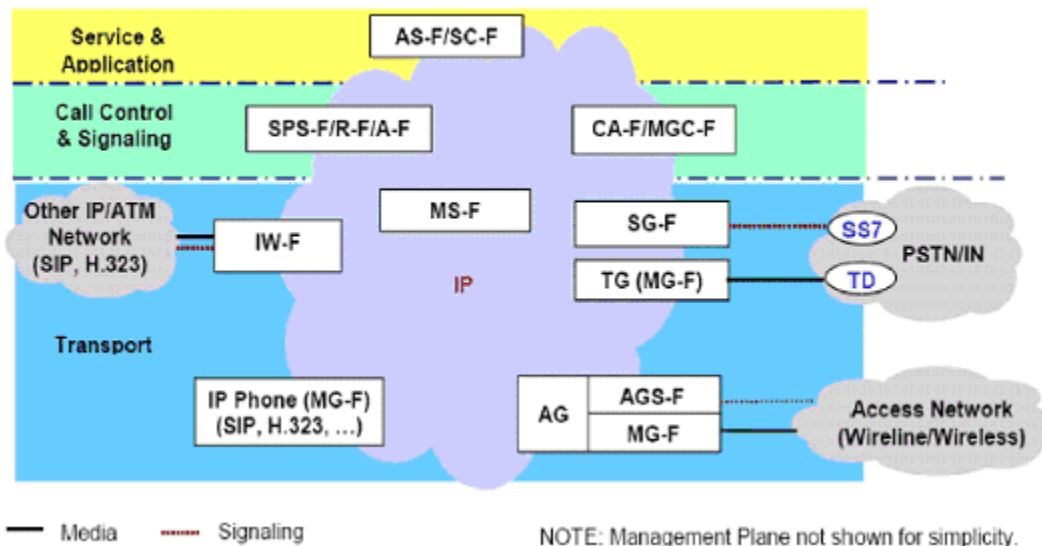 Service &
Application
AS-F/SC-F
Call Control
& Signaling
SPS-F/R-F/A-F
CA-F/MGC-F
Other IP/ATM
Network
(SIP, H.323)
IW-F
MS-F
SG-F
SS7
PSTN/IN
IP
TG (MG-F)
TD
Transport
IP Phone (MG-F)
(SIP, H.323, ...)
AG
AGS-F
MG-F
Access Network
(Wireline/Wireless)
Media
Signaling
NOTE: Management Plane not shown for simplicity.